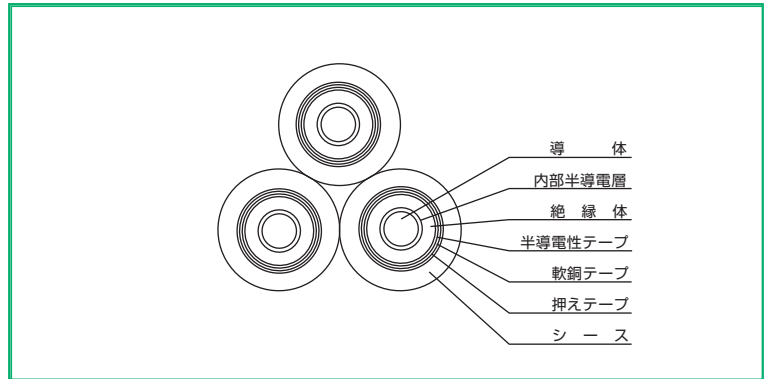 導 体
内部半導電層
絶 縁 体
半導電性テープ
軟銅テープ
押えテープ
シ ー ス